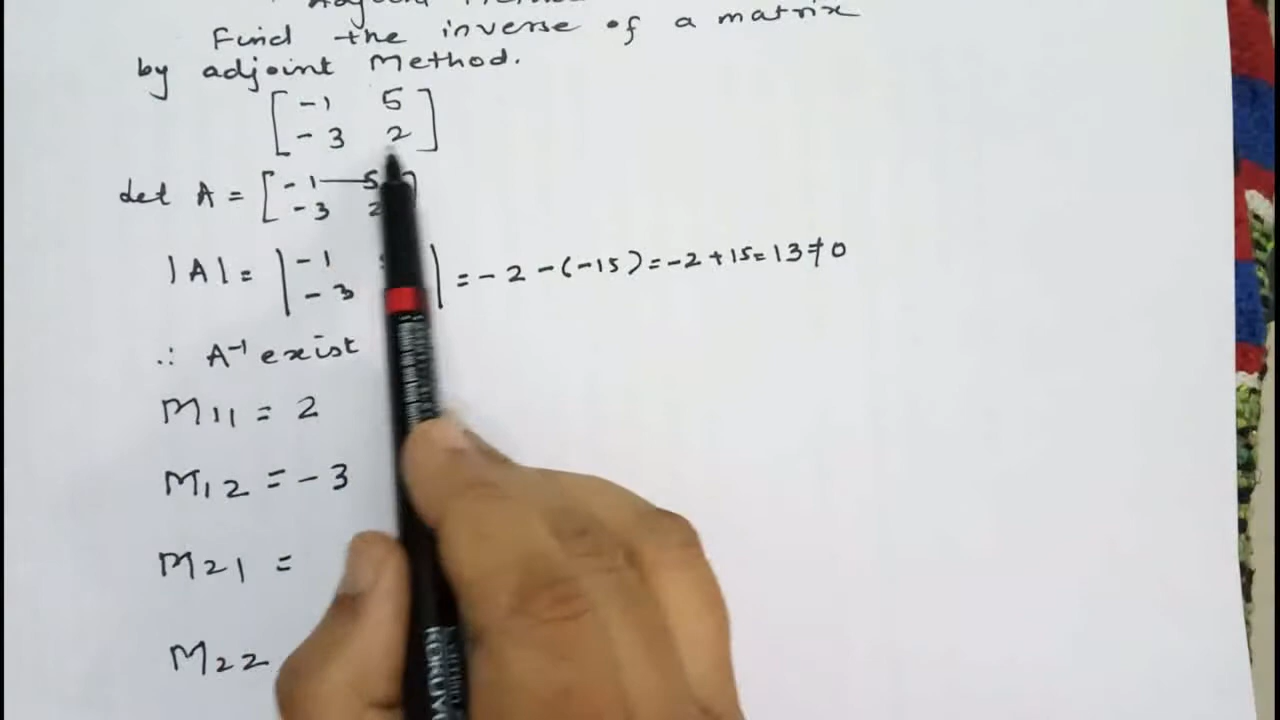 Find the inverse of a matrix
by adjoint Method.
[ -1 5
-3 2 ]
det A = [ -1 5
-3 2
|A| = | -1
-3 | = -2 -(-15) = -2 +15 = 13 ≠ 0
∴ A⁻¹ exist
M11 = 2
M12 = -3
M21 =
M22
KOKUYO